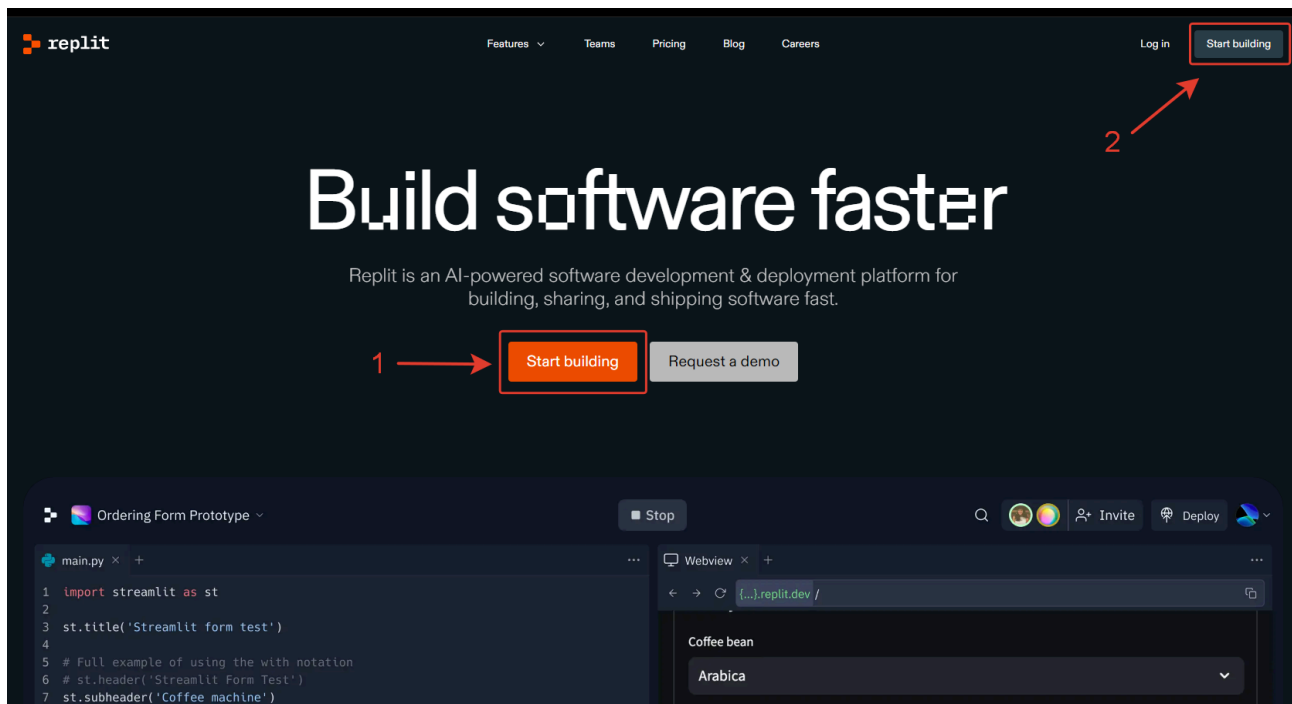 replit
Features
Teams
Pricing
Blog
Careers
Log in
Start building
2
Build software faster
Replit is an AI-powered software development & deployment platform for
building, sharing, and shipping software fast.
1
Start building
Request a demo
Ordering Form Prototype
Stop
Invite
Deploy
main.py
1 import streamlit as st
2
3 st.title('Streamlit form test')
4
5 # Full example of using the with notation
6 # st.header('Streamlit Form Test')
7 st.subheader('Coffee machine')
Webview
{...}.replit.dev /
Coffee bean
Arabica